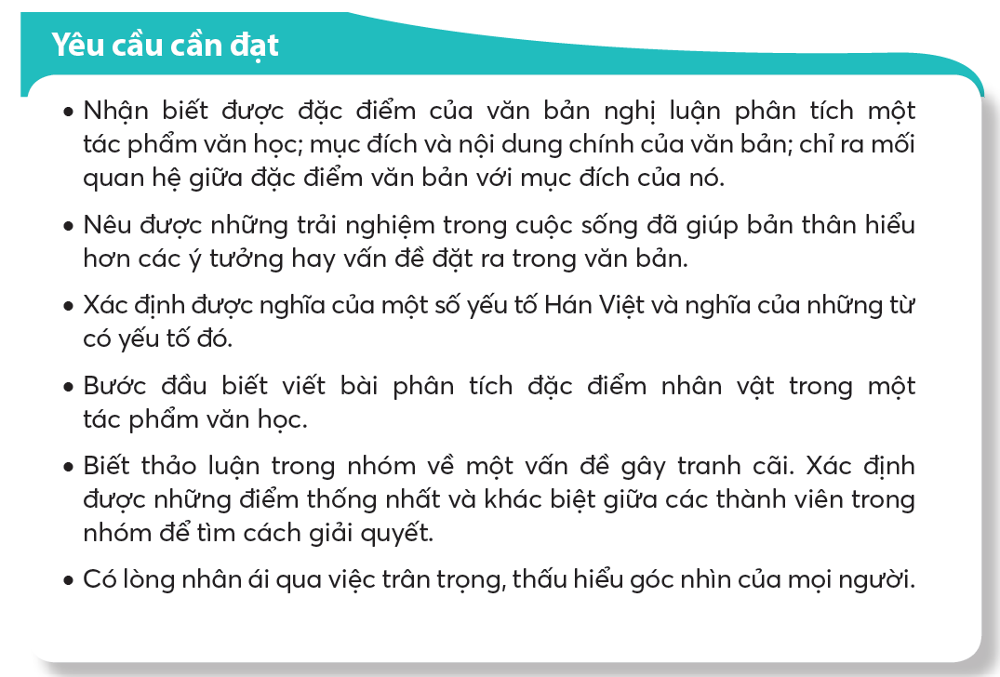 Yêu cầu cần đạt
• Nhận biết được đặc điểm của văn bản nghị luận phân tích một
tác phẩm văn học; mục đích và nội dung chính của văn bản; chỉ ra mối
quan hệ giữa đặc điểm văn bản với mục đích của nó.
• Nêu được những trải nghiệm trong cuộc sống đã giúp bản thân hiểu
hơn các ý tưởng hay vấn đề đặt ra trong văn bản.
• Xác định được nghĩa của một số yếu tố Hán Việt và nghĩa của những từ
có yếu tố đó.
• Bước đầu biết viết bài phân tích đặc điểm nhân vật trong một
tác phẩm văn học.
• Biết thảo luận trong nhóm về một vấn đề gây tranh cãi. Xác định
được những điểm thống nhất và khác biệt giữa các thành viên trong
nhóm để tìm cách giải quyết.
• Có lòng nhân ái qua việc trân trọng, thấu hiểu góc nhìn của mọi người.